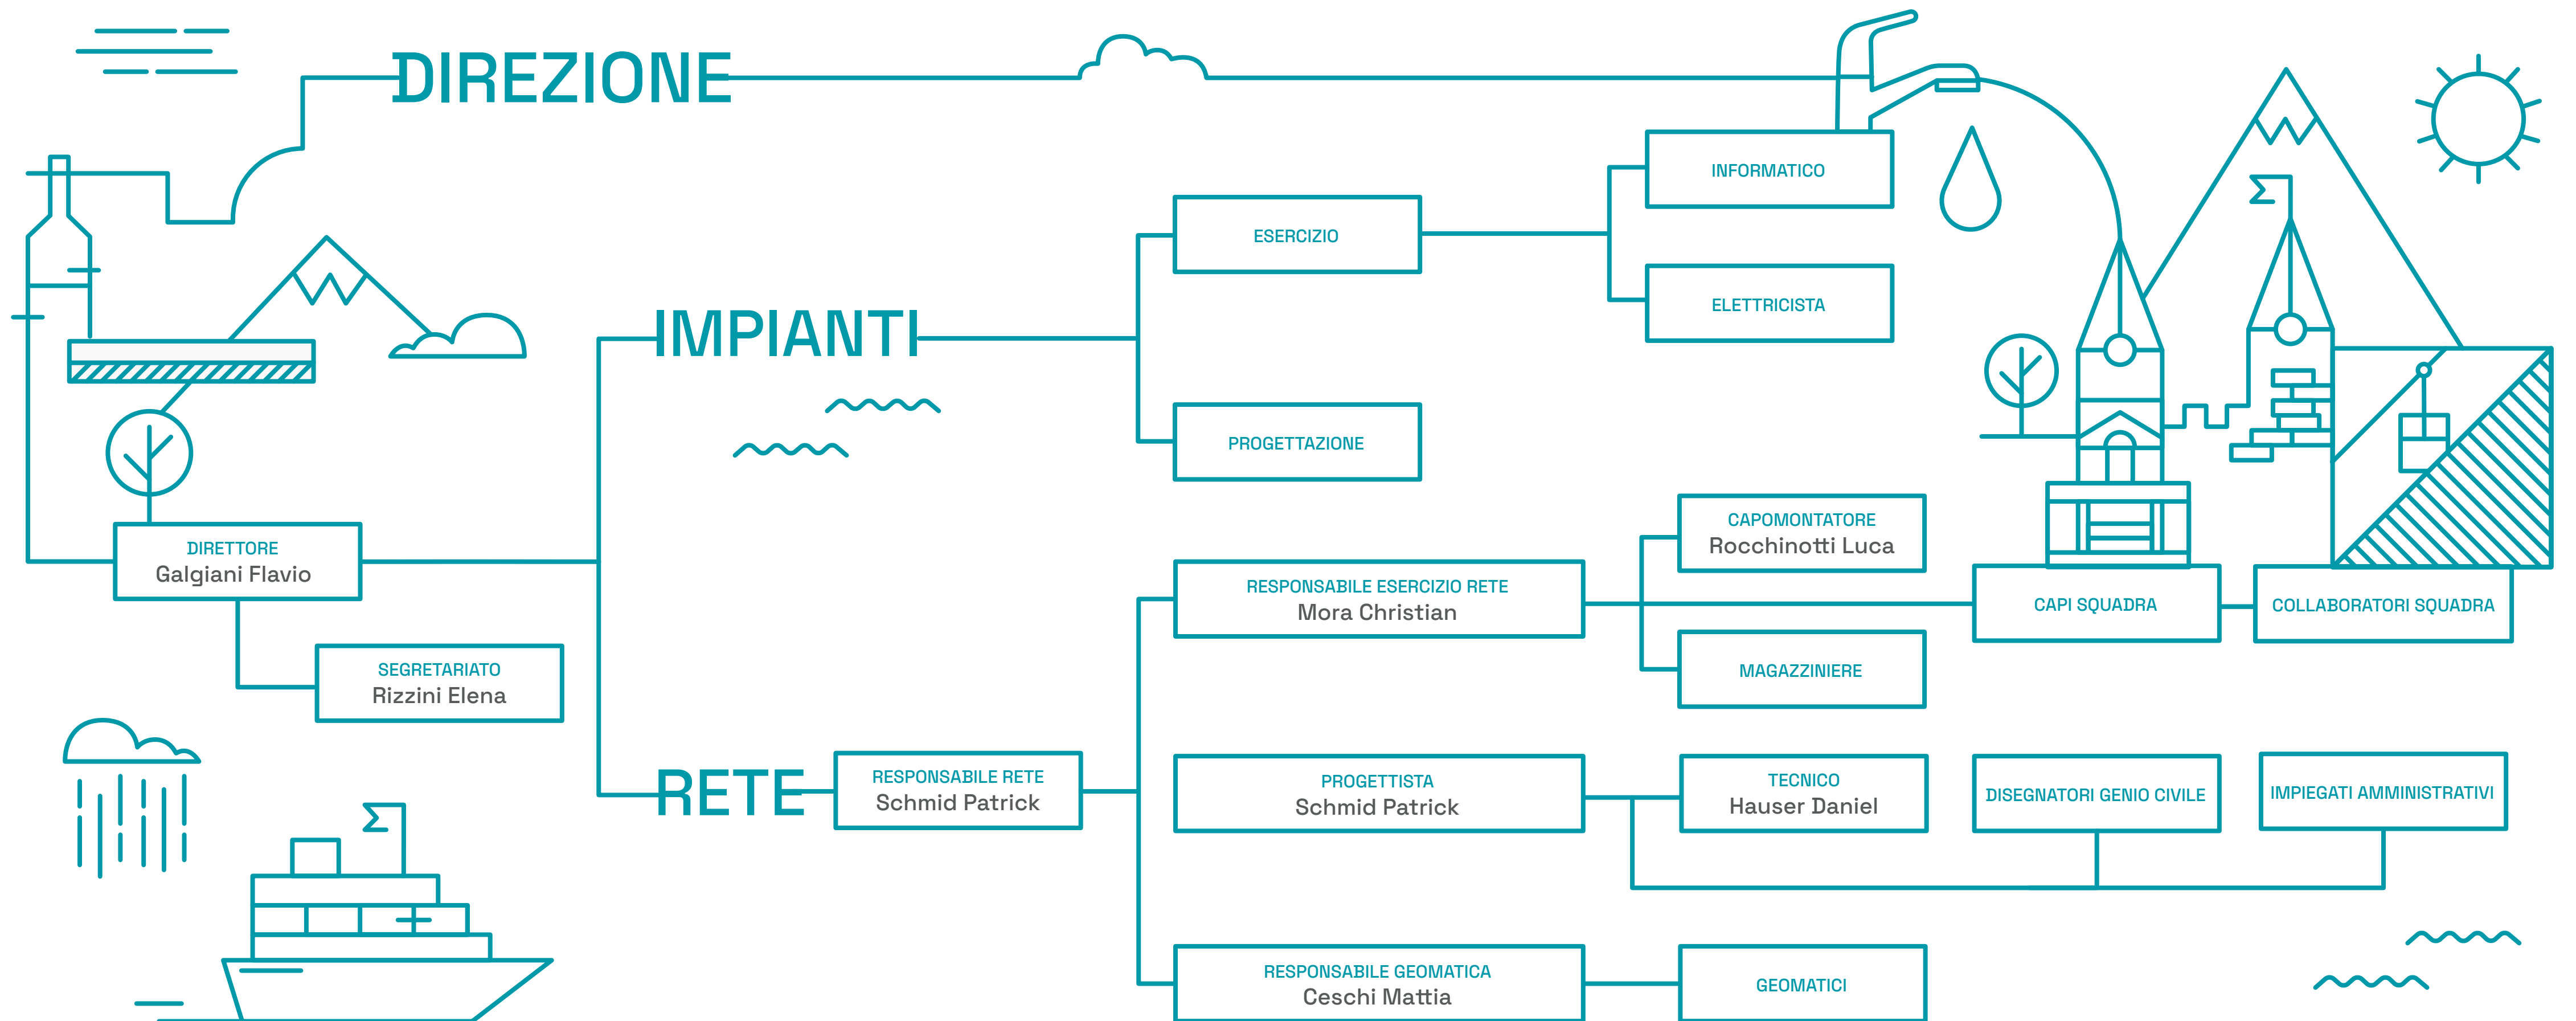 DIREZIONE
INFORMATICO
ESERCIZIO
ELETTRICISTA
IMPIANTI
PROGETTAZIONE
DIRETTORE
Galgiani Flavio
SEGRETARIATO
Rizzini Elena
CAPOMONTATORE
Rocchinotti Luca
RESPONSABILE ESERCIZIO RETE
Mora Christian
CAPI SQUADRA
COLLABORATORI SQUADRA
MAGAZZINIERE
RETE
RESPONSABILE RETE
Schmid Patrick
PROGETTISTA
Schmid Patrick
TECNICO
Hauser Daniel
DISEGNATORI GENIO CIVILE
IMPIEGATI AMMINISTRATIVI
RESPONSABILE GEOMATICA
Ceschi Mattia
GEOMATICI